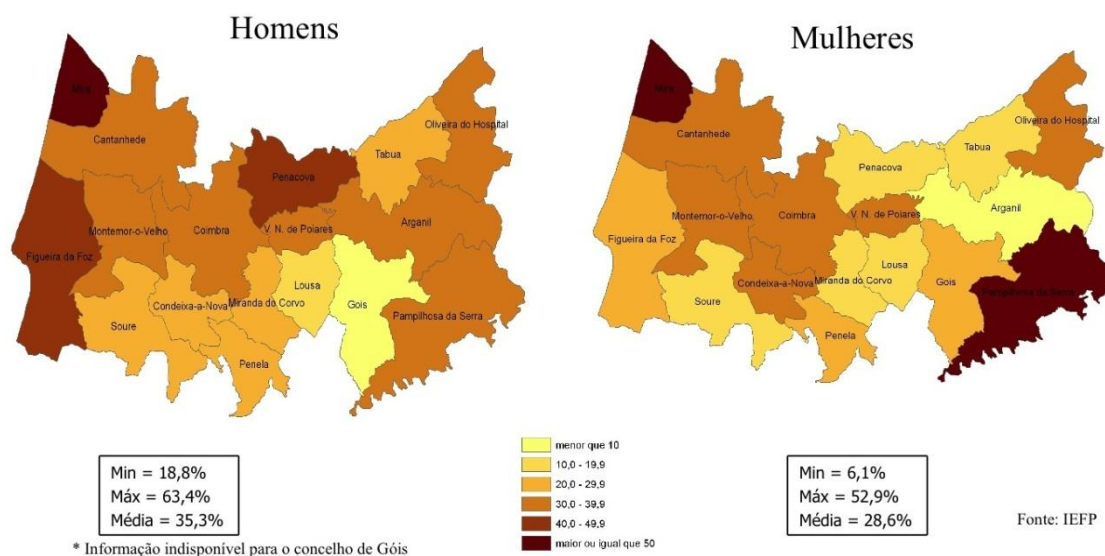 Homens
Mira
Cantanhede
Oliveira do Hospital
Tabua
Penacova
Arganil
Montemor-o-Velho
Coimbra
V. N. de Poiares
Figueira da Foz
Lousa
Gois
Condeixa-a-Nova
Miranda do Corvo
Pampilhosa da Serra
Soure
Penela
Mulheres
Mira
Cantanhede
Oliveira do Hospital
Tabua
Penacova
Arganil
Montemor-o-Velho
Coimbra
V. N. de Poiares
Figueira da Foz
Lousa
Gois
Condeixa-a-Nova
Miranda do Corvo
Pampilhosa da Serra
Soure
Penela
Min = 18,8%
Máx = 63,4%
Média = 35,3%
* Informação indisponível para o concelho de Góis
menor que 10
10,0 - 19,9
20,0 - 29,9
30,0 - 39,9
40,0 - 49,9
maior ou igual que 50
Min = 6,1%
Máx = 52,9%
Média = 28,6%
Fonte: IEFP